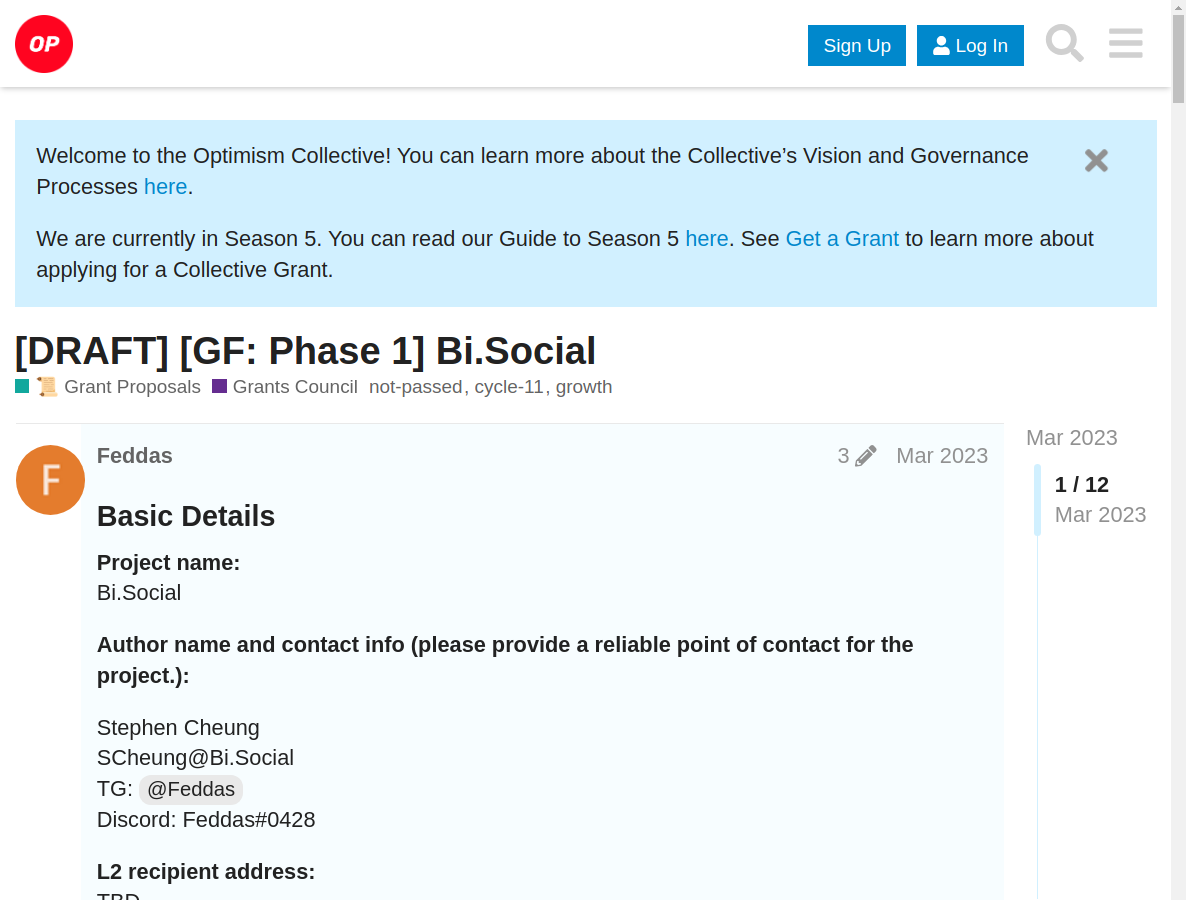 OP
Sign Up
Log In
Welcome to the Optimism Collective! You can learn more about the Collective’s Vision and Governance
Processes here.
We are currently in Season 5. You can read our Guide to Season 5 here. See Get a Grant to learn more about
applying for a Collective Grant.
[DRAFT] [GF: Phase 1] Bi.Social
📜 Grant Proposals Grants Council not-passed, cycle-11, growth
F
Feddas
3
Mar 2023
Basic Details
Project name:
Bi.Social
Author name and contact info (please provide a reliable point of contact for the
project.):
Stephen Cheung
SCheung@Bi.Social
TG: @Feddas
Discord: Feddas#0428
L2 recipient address:
TBD
Mar 2023
1 / 12
Mar 2023